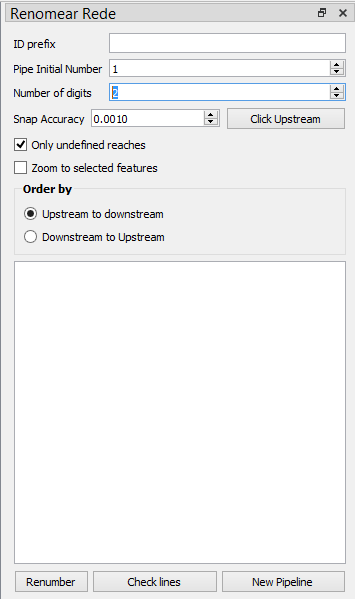 Renomear Rede
ID prefix
Pipe Initial Number 1
Number of digits 2
Snap Accuracy 0.0010 Click Upstream
Only undefined reaches
Zoom to selected features
Order by
Upstream to downstream
Downstream to Upstream
Renumber Check lines New Pipeline